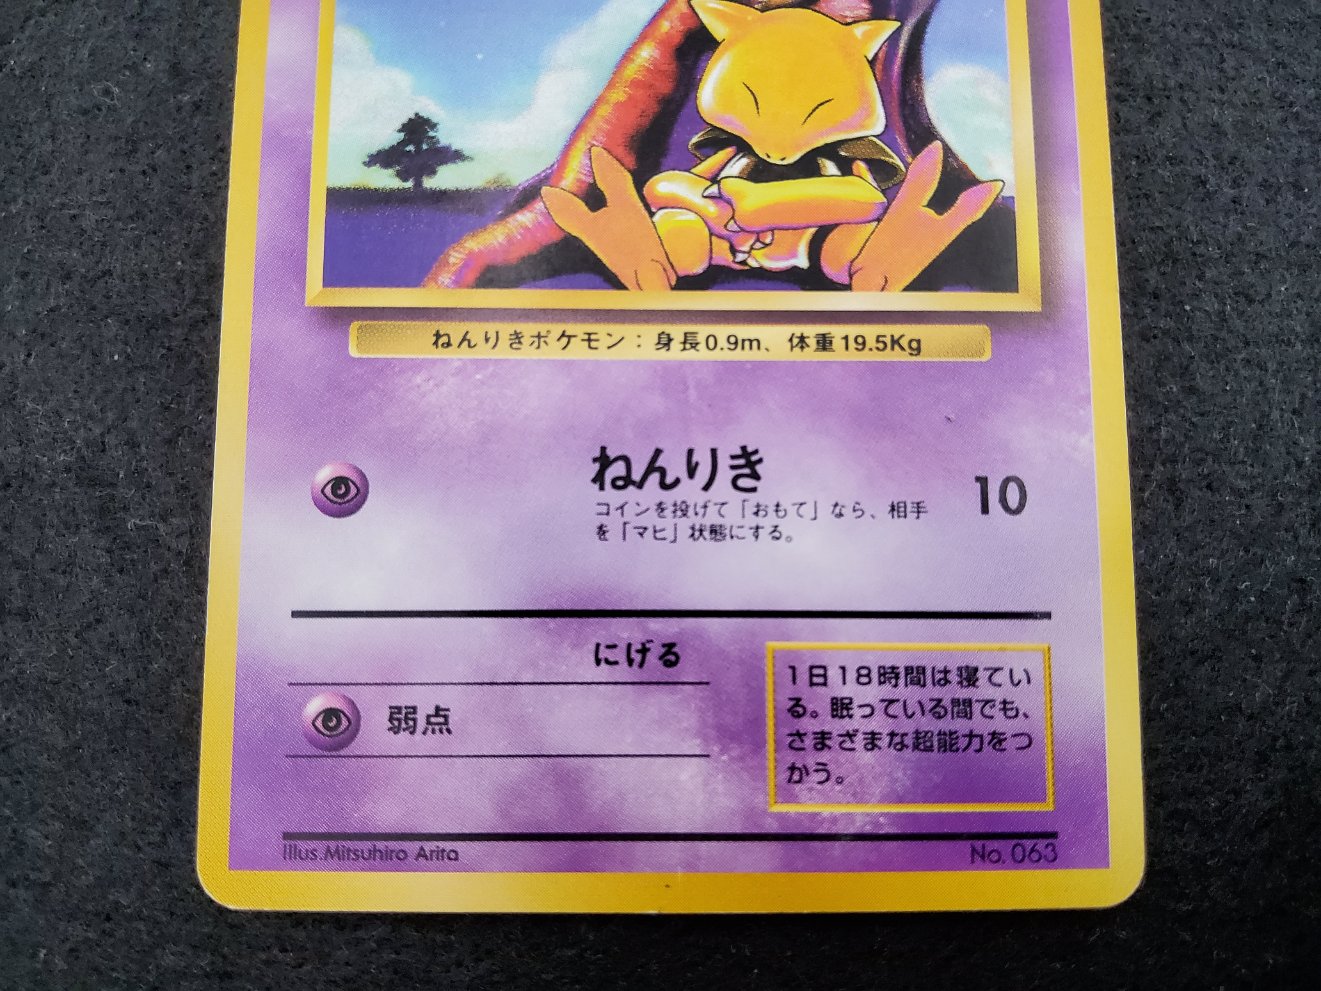 ねんりきポケモン：身長0.9m、体重19.5Kg
ねんりき
10
コインを投げて「おもて」なら、相手
を「マヒ」状態にする。
にげる
弱点
1日18時間は寝てい
る。眠っている間でも、
さまざまな超能力をつ
かう。
Illus.Mitsuhiro Arita
No. 063